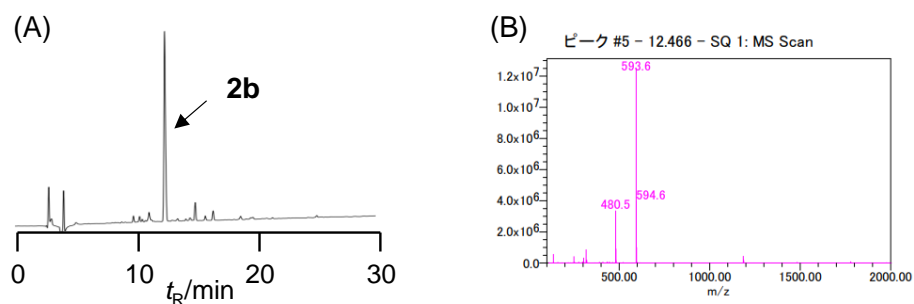 (A)
2b
0
10
20
30
tR/min
(B)
ピーク #5 - 12.466 - SQ 1: MS Scan
1.2x10^7
1.0x10^7
8.0x10^6
6.0x10^6
4.0x10^6
2.0x10^6
0.0
593.6
594.6
480.5
500.00
1000.00
1500.00
2000.00
m/z